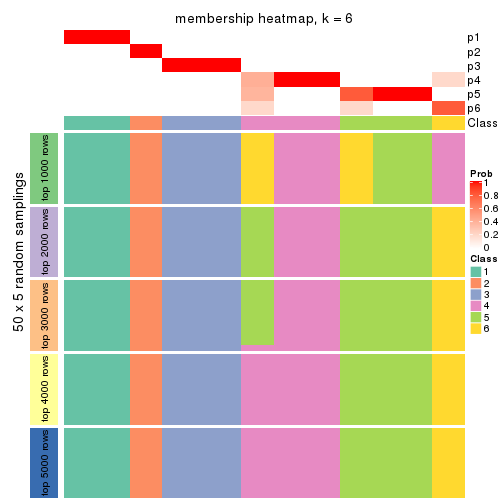 membership heatmap, k = 6
p1
p2
p3
p4
p5
p6
Class
50 x 5 random samplings
top 1000 rows
top 2000 rows
top 3000 rows
top 4000 rows
top 5000 rows
Prob
1
0.8
0.6
0.4
0.2
0
Class
1
2
3
4
5
6